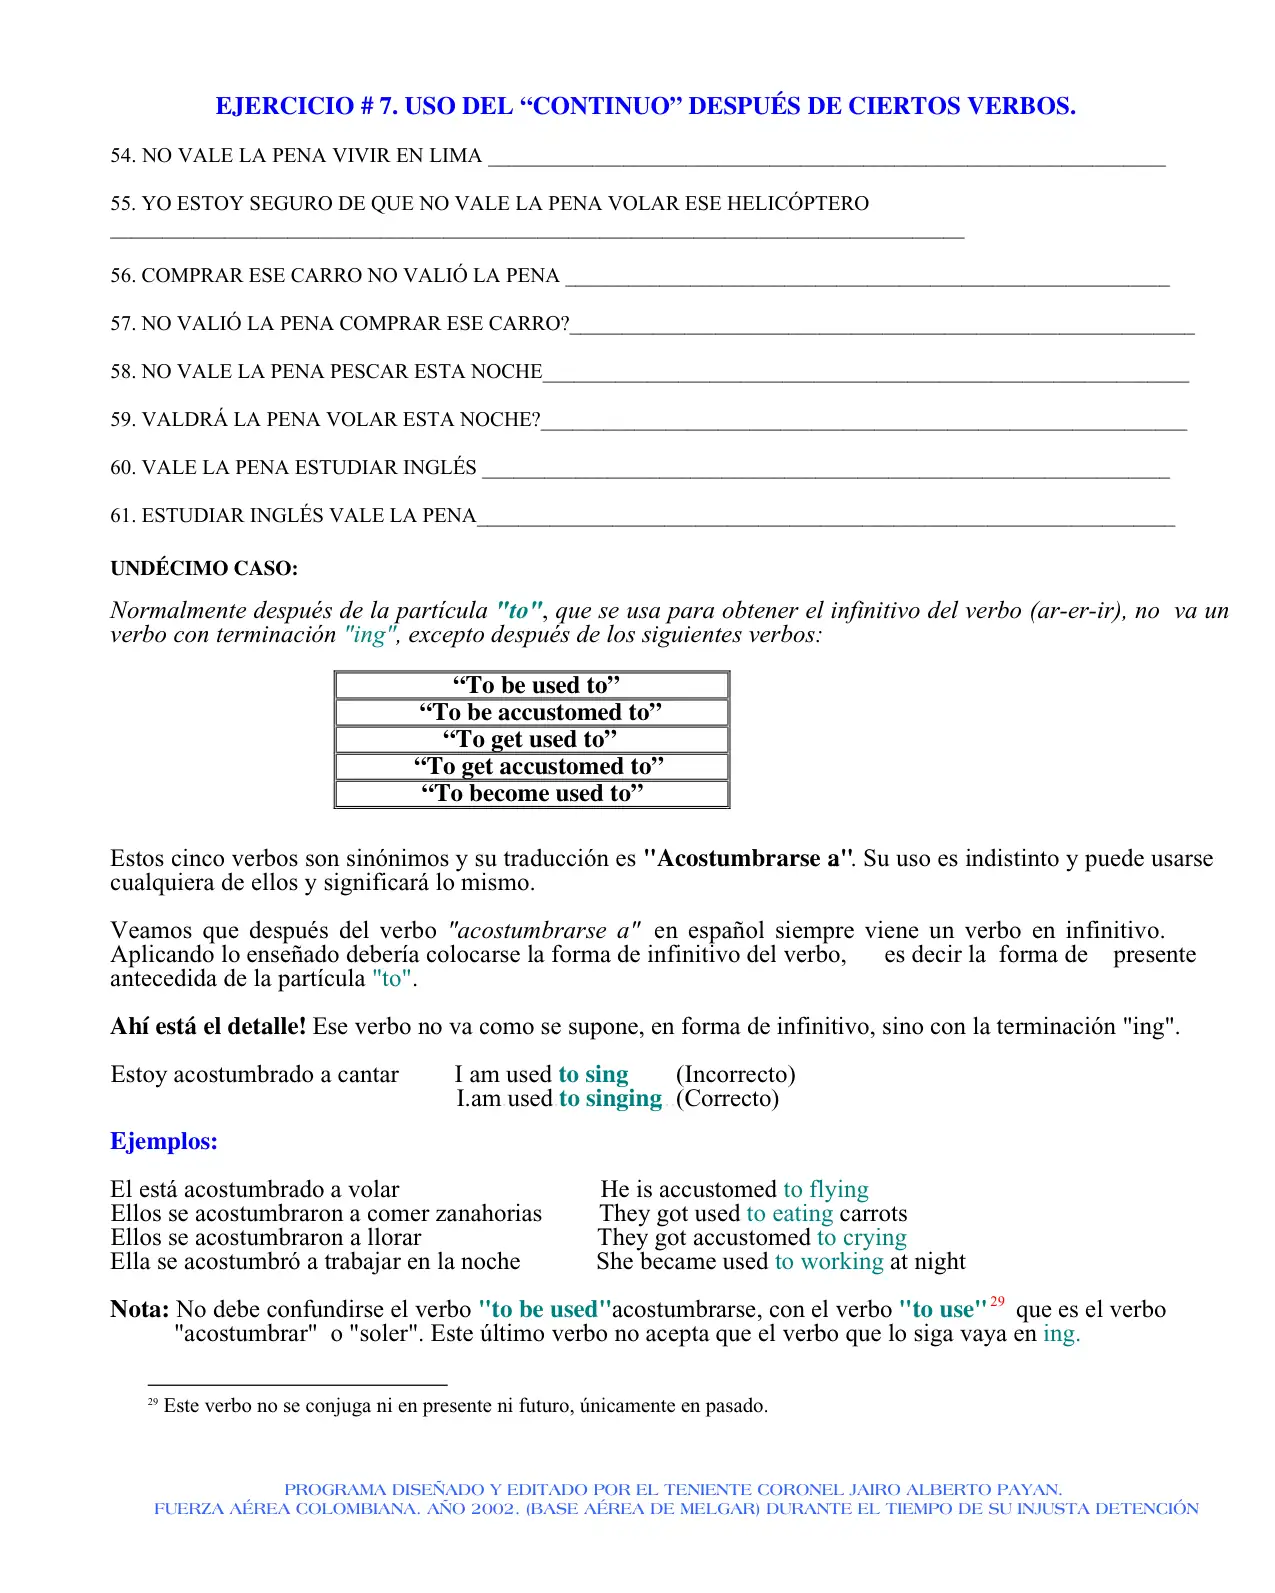 EJERCICIO # 7. USO DEL “CONTINUO” DESPUÉS DE CIERTOS VERBOS.
54. NO VALE LA PENA VIVIR EN LIMA ____________________________________________________________________
55. YO ESTOY SEGURO DE QUE NO VALE LA PENA VOLAR ESE HELICÓPTERO
______________________________________________________________________________________
56. COMPRAR ESE CARRO NO VALIÓ LA PENA _____________________________________________________________
57. NO VALIÓ LA PENA COMPRAR ESE CARRO?_______________________________________________________________
58. NO VALE LA PENA PESCAR ESTA NOCHE_________________________________________________________________
59. VALDRÁ LA PENA VOLAR ESTA NOCHE?_________________________________________________________________
60. VALE LA PENA ESTUDIAR INGLÉS _____________________________________________________________________
61. ESTUDIAR INGLÉS VALE LA PENA______________________________________________________________________
UNDÉCIMO CASO:
Normalmente después de la partícula "to", que se usa para obtener el infinitivo del verbo (ar-er-ir), no va un
verbo con terminación "ing", excepto después de los siguientes verbos:
“To be used to”
“To be accustomed to”
“To get used to”
“To get accustomed to”
“To become used to”
Estos cinco verbos son sinónimos y su traducción es "Acostumbrarse a". Su uso es indistinto y puede usarse
cualquiera de ellos y significará lo mismo.
Veamos que después del verbo "acostumbrarse a" en español siempre viene un verbo en infinitivo.
Aplicando lo enseñado debería colocarse la forma de infinitivo del verbo, es decir la forma de presente
antecedida de la partícula "to".
Ahí está el detalle! Ese verbo no va como se supone, en forma de infinitivo, sino con la terminación "ing".
Estoy acostumbrado a cantar I am used to sing (Incorrecto)
I.am used to singing (Correcto)
Ejemplos:
El está acostumbrado a volar He is accustomed to flying
Ellos se acostumbraron a comer zanahorias They got used to eating carrots
Ellos se acostumbraron a llorar They got accustomed to crying
Ella se acostumbró a trabajar en la noche She became used to working at night
Nota: No debe confundirse el verbo "to be used"acostumbrarse, con el verbo "to use" 29 que es el verbo
"acostumbrar" o "soler". Este último verbo no acepta que el verbo que lo siga vaya en ing.
29 Este verbo no se conjuga ni en presente ni futuro, únicamente en pasado.
PROGRAMA DISEÑADO Y EDITADO POR EL TENIENTE CORONEL JAIRO ALBERTO PAYAN.
FUERZA AÉREA COLOMBIANA. AÑO 2002. (BASE AÉREA DE MELGAR) DURANTE EL TIEMPO DE SU INJUSTA DETENCIÓN